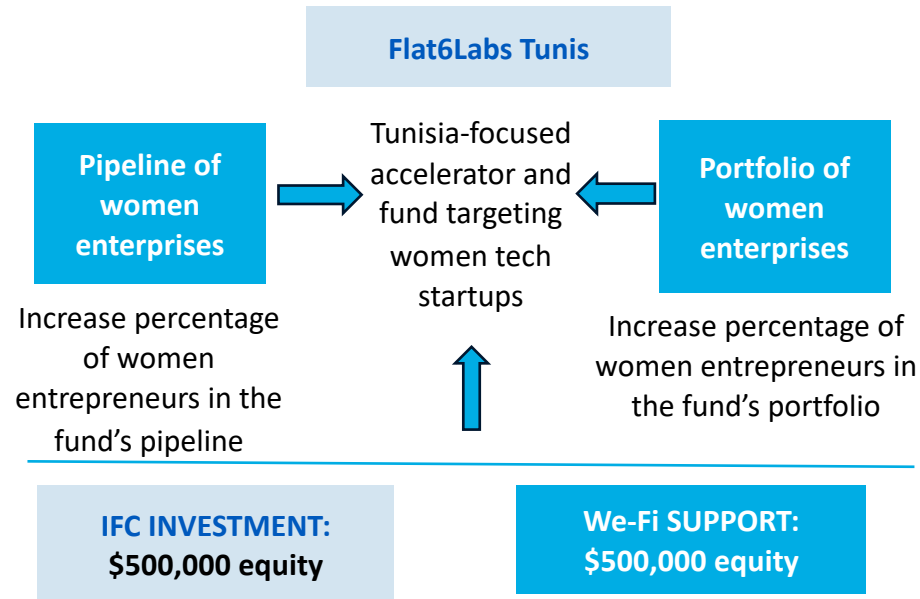 Flat6Labs Tunis
Pipeline of
women
enterprises
Tunisia-focused
accelerator and
fund targeting
women tech
startups
Portfolio of
women
enterprises
Increase percentage
of women
entrepreneurs in the
fund’s pipeline
Increase percentage of
women entrepreneurs in
the fund’s portfolio
IFC INVESTMENT:
$500,000 equity
We-Fi SUPPORT:
$500,000 equity